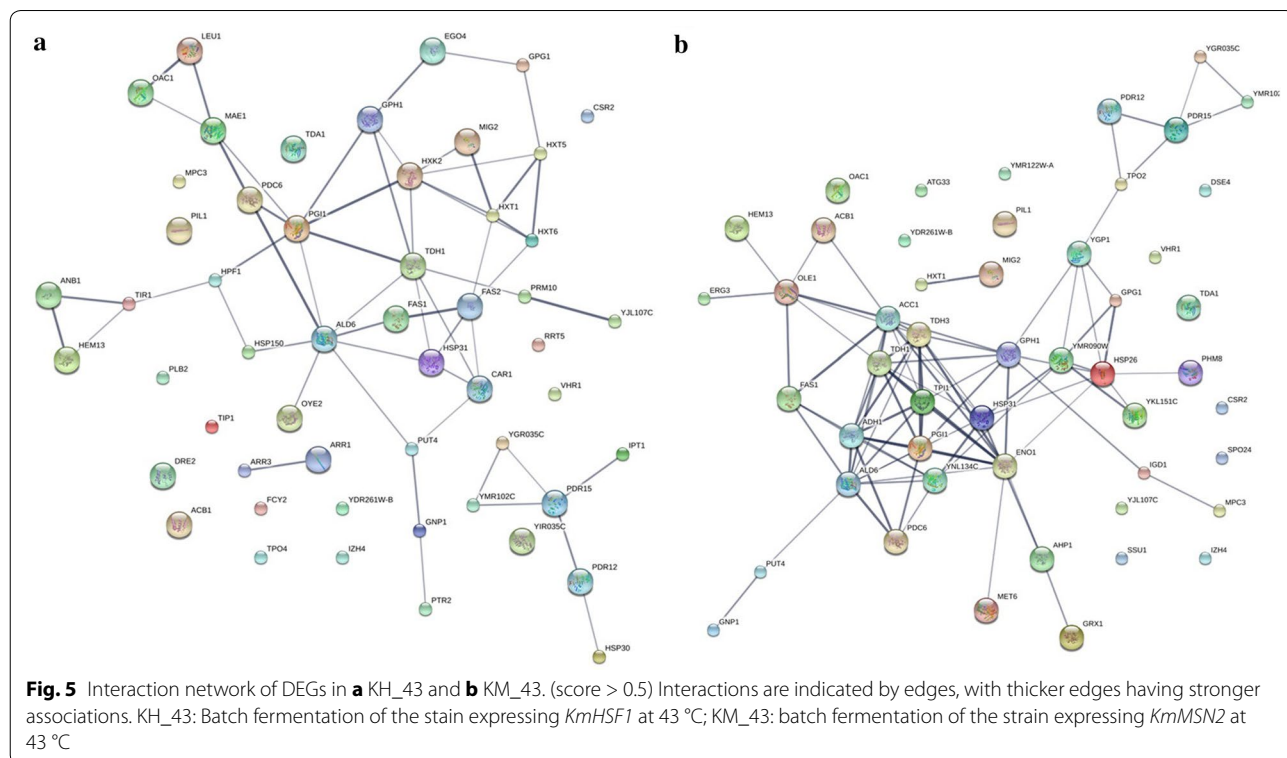 a
b
LEU1
EGO4
GPG1
OAC1
CSR2
GPH1
MAE1
MIG2
TDA1
HXT5
HXK2
MPC3
PDC6
HXT1
PGI1
PIL1
HXT6
TDH1
HPF1
ANB1
FAS2
PRM10
TIR1
FAS1
YJL107C
ALD6
HSP150
RRT5
HEM13
HSP31
PLB2
CAR1
VHR1
OYE2
TIP1
PUT4
YGR035C
ARR1
IPT1
DRE2
ARR3
PDR15
FCY2
YMR102C
YDR261W-B
ACB1
GNP1
YIR035C
TPO4
IZH4
PDR12
PTR2
HSP30
YGR035C
PDR12
YMR102
PDR15
YMR122W-A
OAC1
ATG33
TPO2
DSE4
HEM13
ACB1
PIL1
YDR261W-B
YGP1
VHR1
HXT1
MIG2
OLE1
ERG3
GPG1
TDA1
ACC1
TDH3
TDH1
GPH1
YMR090W
HSP26
PHM8
FAS1
TPI1
HSP31
YKL151C
CSR2
ADH1
PGI1
ENO1
SPO24
ALD6
YNL134C
IGD1
MPC3
YJL107C
PDC6
AHP1
SSU1
IZH4
PUT4
MET6
GNP1
GRX1
Fig. 5 Interaction network of DEGs in a KH_43 and b KM_43. (score > 0.5) Interactions are indicated by edges, with thicker edges having stronger
associations. KH_43: Batch fermentation of the stain expressing KmHSF1 at 43 °C; KM_43: batch fermentation of the strain expressing KmMSN2 at
43 °C